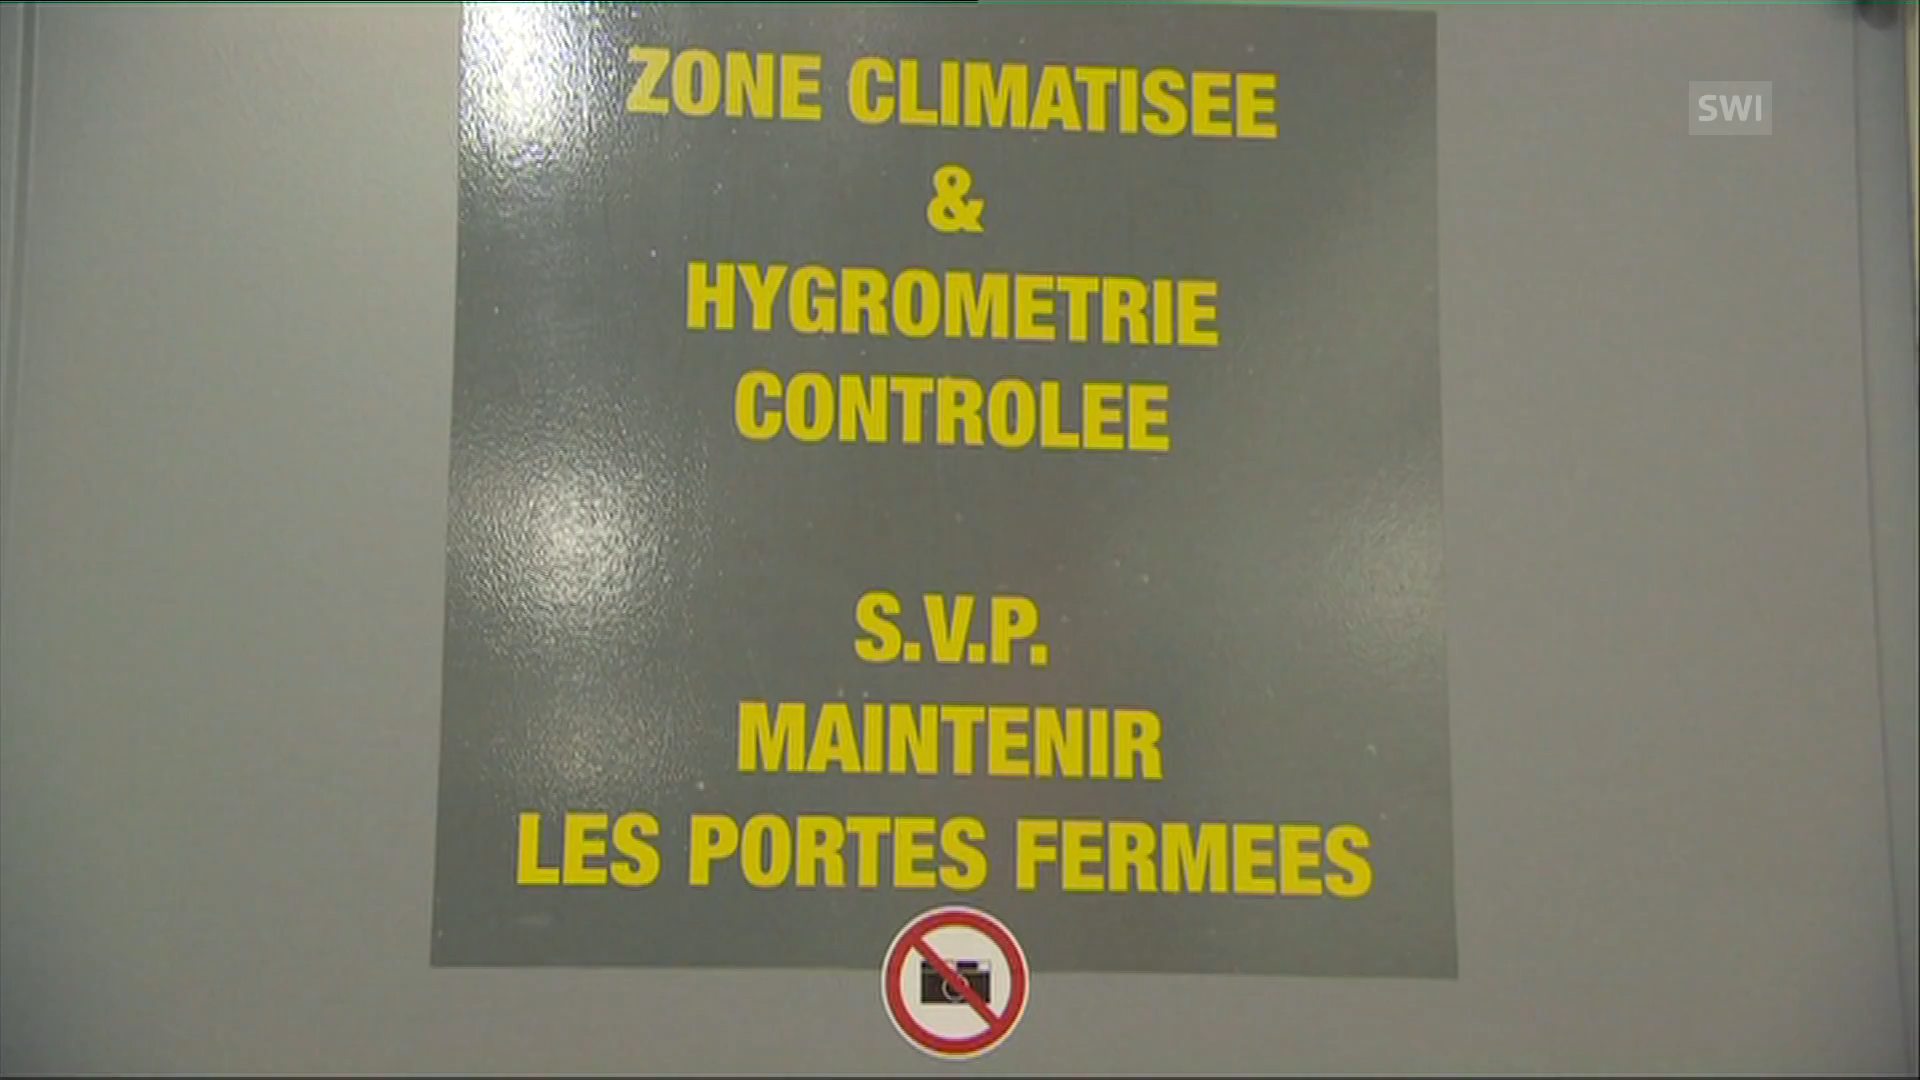 SWI
ZONE CLIMATISEE
&
HYGROMETRIE
CONTROLEE
S.V.P.
MAINTENIR
LES PORTES FERMEES